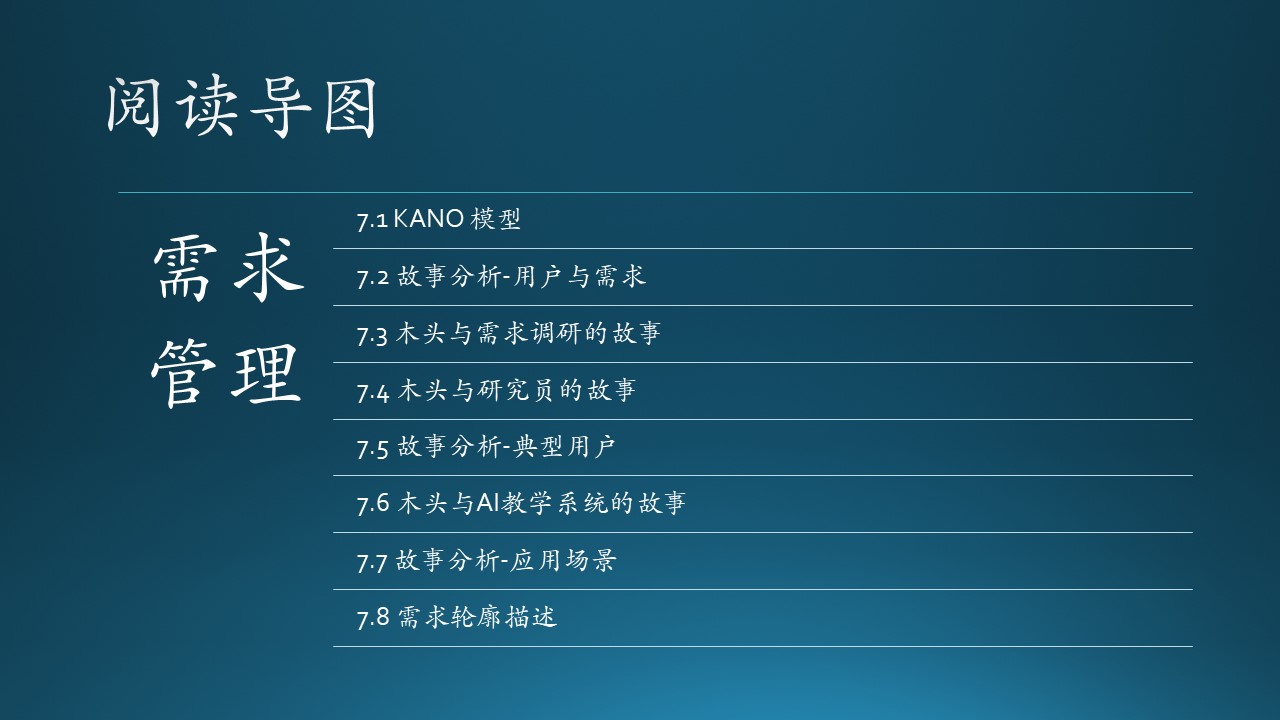 阅读导图
需求
管理
7.1 KANO 模型
7.2 故事分析-用户与需求
7.3 木头与需求调研的故事
7.4 木头与研究员的故事
7.5 故事分析-典型用户
7.6 木头与AI教学系统的故事
7.7 故事分析-应用场景
7.8 需求轮廓描述